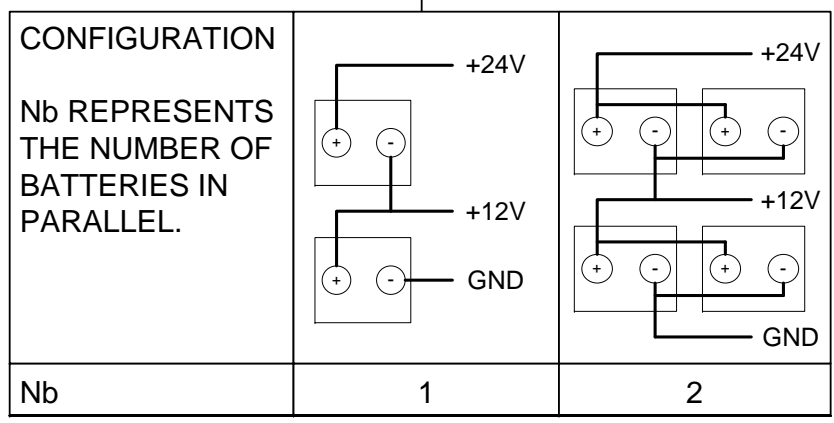 CONFIGURATION
Nb REPRESENTS
THE NUMBER OF
BATTERIES IN
PARALLEL.
+24V
+ -
+12V
+ -
GND
+24V
+ - + -
+12V
+ - + -
GND
Nb 1 2